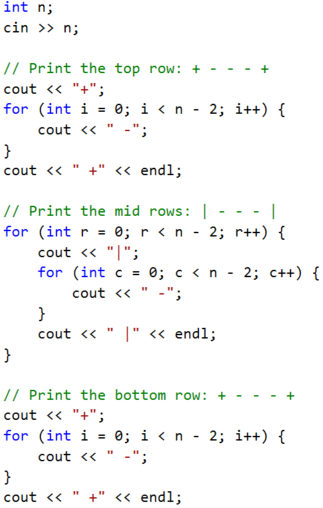 int n;
cin >> n;

// Print the top row: + - - - +
cout << "+";
for (int i = 0; i < n - 2; i++) {
    cout << " -";
}
cout << " +" << endl;

// Print the mid rows: | - - - |
for (int r = 0; r < n - 2; r++) {
    cout << "|";
    for (int c = 0; c < n - 2; c++) {
        cout << " -";
    }
    cout << " |" << endl;
}

// Print the bottom row: + - - - +
cout << "+";
for (int i = 0; i < n - 2; i++) {
    cout << " -";
}
cout << " +" << endl;